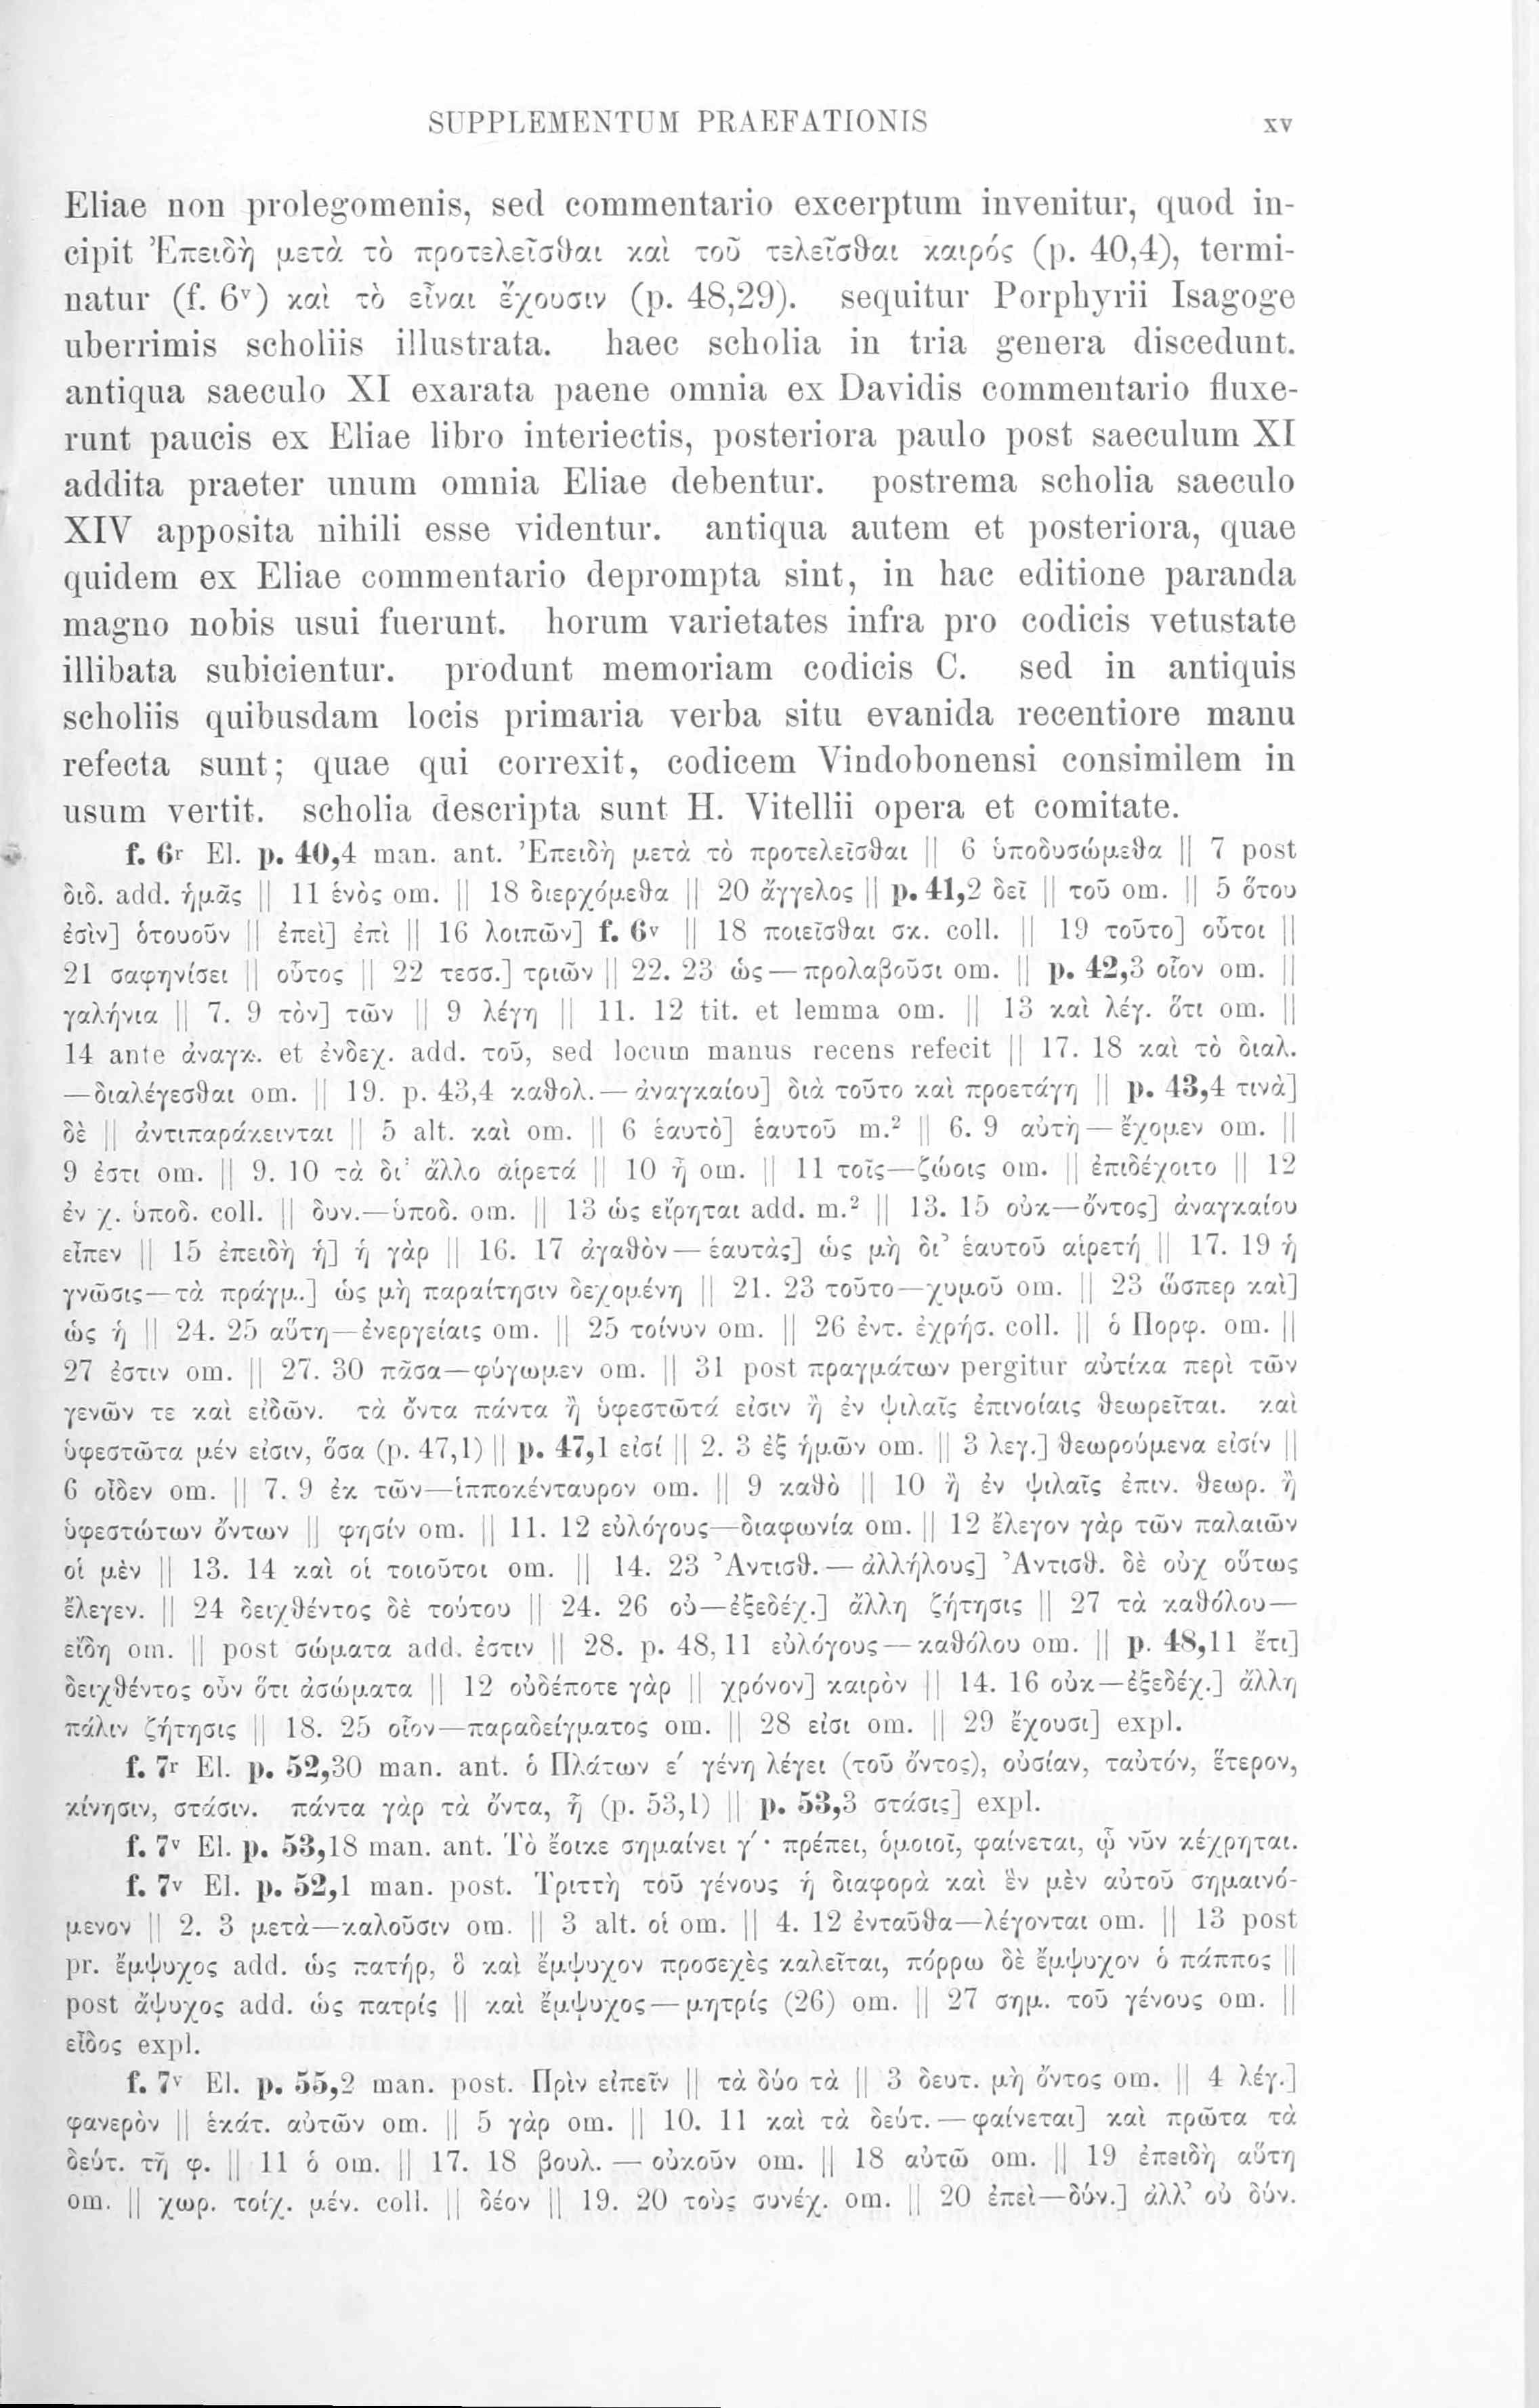 SUPPLEMENTUM PRAEFATIONIS xv
Eliae non prolegomenis, sed commentario excerptum invenitur, quod in-
cipit Ἐπειδὴ μετὰ τὸ προτελεῖσθαι καὶ τοῦ τελεῖσθαι καιρός (p. 40,4), termi-
natur (f. 6v) καὶ τὸ εἶναι ἔχουσιν (p. 48,29). sequitur Porphyrii Isagoge
uberrimis scholiis illustrata. haec scholia in tria genera discedunt.
antiqua saeculo XI exarata paene omnia ex Davidis commentario fluxe-
runt paucis ex Eliae libro interiectis, posteriora paulo post saeculum XI
addita praeter unum omnia Eliae debentur. postrema scholia saeculo
XIV apposita nihili esse videntur. antiqua autem et posteriora, quae
quidem ex Eliae commentario deprompta sint, in hac editione paranda
magno nobis usui fuerunt. horum varietates infra pro codicis vetustate
illibata subicientur. produnt memoriam codicis C. sed in antiquis
scholiis quibusdam locis primaria verba situ evanida recentiore manu
refecta sunt; quae qui correxit, codicem Vindobonensi consimilem in
usum vertit. scholia descripta sunt H. Vitellii opera et comitate.
f. 6r El. p. 40,4 man. ant. Ἐπειδὴ μετὰ τὸ προτελεῖσθαι || 6 ὑποδυσώμεθα || 7 post
διδ. add. ἡμᾶς || 11 ἑνὸς om. || 18 διερχόμεθα || 20 ἄγγελος || p. 41,2 δεῖ || τοῦ om. || 5 ὅτου
ἐσὶν] ὁτουοῦν || ἐπεὶ] ἐπὶ || 16 λοιπῶν] f. 6v || 18 ποιεῖσθαι σκ. coll. || 19 τοῦτο] οὗτοι ||
21 σαφηνίσει || οὗτος || 22 τεσσ.] τριῶν || 22. 23 ὡς—προλαβοῦσι om. || p. 42,3 οἷον om. ||
γαλήνια || 7. 9 τὸν] τῶν || 9 λέγη || 11. 12 tit. et lemma om. || 13 καὶ λέγ. ὅτι om. ||
14 ante ἀναγκ. et ἐνδεχ. add. τοῦ, sed locum manus recens refecit || 17. 18 καὶ τὸ διαλ.
—διαλέγεσθαι om. || 19. p. 43,4 καθολ.—ἀναγκαίου] διὰ τοῦτο καὶ προετάγη || p. 43,4 τινὰ]
δὲ || ἀντιπαράκεινται || 5 alt. καὶ om. || 6 ἑαυτὸ] ἑαυτοῦ m.² || 6. 9 αὐτὴ—ἔχομεν om. ||
9 ἐστι om. || 9. 10 τὰ δι' ἄλλο αἱρετά || 10 ἢ om. || 11 τοῖς—ζώοις om. || ἐπιδέχοιτο || 12
ἐν χ. ὑποδ. coll. || δυν.—ὑποδ. om. || 13 ὡς εἴρηται add. m.² || 13. 15 οὐκ—ὄντος] ἀναγκαίου
εἶπεν || 15 ἐπειδὴ ἡ] ἡ γὰρ || 16. 17 ἀγαθὸν—ἑαυτὰς] ὡς μὴ δι' ἑαυτοῦ αἱρετή || 17. 19 ἡ
γνῶσις—τὰ πράγμ.] ὡς μὴ παραίτησιν δεχομένη || 21. 23 τοῦτο—χυμοῦ om. || 23 ὥσπερ καὶ]
ὡς ἡ || 24. 25 αὕτη—ἐνεργείαις om. || 25 τοίνυν om. || 26 ἐντ. ἐχρήσ. coll. || ὁ Πορφ. om. ||
27 ἐστιν om. || 27. 30 πᾶσα—φύγωμεν om. || 31 post πραγμάτων pergitur αὐτίκα περὶ τῶν
γενῶν τε καὶ εἰδῶν. τὰ ὄντα πάντα ἢ ὑφεστῶτά εἰσιν ἢ ἐν ψιλαῖς ἐπινοίαις θεωρεῖται. καὶ
ὑφεστῶτα μέν εἰσιν, ὅσα (p. 47,1) || p. 47,1 εἰσί || 2. 3 ἐξ ἡμῶν om. || 3 λεγ.] θεωρούμενα εἰσίν ||
6 οἶδεν om. || 7. 9 ἐκ τῶν—ἱπποκένταυρον om. || 9 καθὸ || 10 ἢ ἐν ψιλαῖς ἐπιν. θεωρ. ἢ
ὑφεστώτων ὄντων || φησίν om. || 11. 12 εὐλόγους—διαφωνία om. || 12 ἔλεγον γὰρ τῶν παλαιῶν
οἱ μὲν || 13. 14 καὶ οἱ τοιοῦτοι om. || 14. 23 Ἀντισθ.—ἀλλήλους] Ἀντισθ. δὲ οὐχ οὕτως
ἔλεγεν. || 24 δειχθέντος δὲ τούτου || 24. 26 οὐ—ἐξεδέχ.] ἄλλη ζήτησις || 27 τὰ καθόλου—
εἴδη om. || post σώματα add. ἐστιν || 28. p. 48,11 εὐλόγους—καθόλου om. || p. 48,11 ἔτι]
δειχθέντος οὖν ὅτι ἀσώματα || 12 οὐδέποτε γὰρ || χρόνον] καιρὸν || 14. 16 οὐκ—ἐξεδέχ.] ἄλλη
πάλιν ζήτησις || 18. 25 οἷον—παραδείγματος om. || 28 εἰσι om. || 29 ἔχουσι] expl.
f. 7r El. p. 52,30 man. ant. ὁ Πλάτων ε' γένη λέγει (τοῦ ὄντος), οὐσίαν, ταὐτόν, ἕτερον,
κίνησιν, στάσιν. πάντα γὰρ τὰ ὄντα, ἢ (p. 53,1) || p. 53,3 στάσις] expl.
f. 7v El. p. 53,18 man. ant. Τὸ ἔοικε σημαίνει γ'· πρέπει, ὁμοιοῖ, φαίνεται, ᾧ νῦν κέχρηται.
f. 7v El. p. 52,1 man. post. Τριττὴ τοῦ γένους ἡ διαφορὰ καὶ ἓν μὲν αὐτοῦ σημαινό-
μενον || 2. 3 μετὰ—καλοῦσιν om. || 3 alt. οἱ om. || 4. 12 ἐνταῦθα—λέγονται om. || 13 post
pr. ἔμψυχος add. ὡς πατήρ, ὃ καὶ ἔμψυχον προσεχὲς καλεῖται, πόρρω δὲ ἔμψυχον ὁ πάππος ||
post ἄψυχος add. ὡς πατρίς || καὶ ἔμψυχος—μητρίς (26) om. || 27 σημ. τοῦ γένους om. ||
εἶδος expl.
f. 7v El. p. 55,2 man. post. Πρὶν εἰπεῖν || τὰ δύο τὰ || 3 δευτ. μὴ ὄντος om. || 4 λέγ.]
φανερὸν || ἑκάτ. αὐτῶν om. || 5 γὰρ om. || 10. 11 καὶ τὰ δεύτ.—φαίνεται] καὶ πρῶτα τὰ
δεύτ. τῇ φ. || 11 ὁ om. || 17. 18 βουλ. — οὐκοῦν om. || 18 αὐτῶ om. || 19 ἐπειδὴ αὕτη
om. || χωρ. τοίχ. μέν. coll. || δέον || 19. 20 τοὺς συνέχ. om. || 20 ἐπεὶ—δύν.] ἀλλ' οὐ δύν.